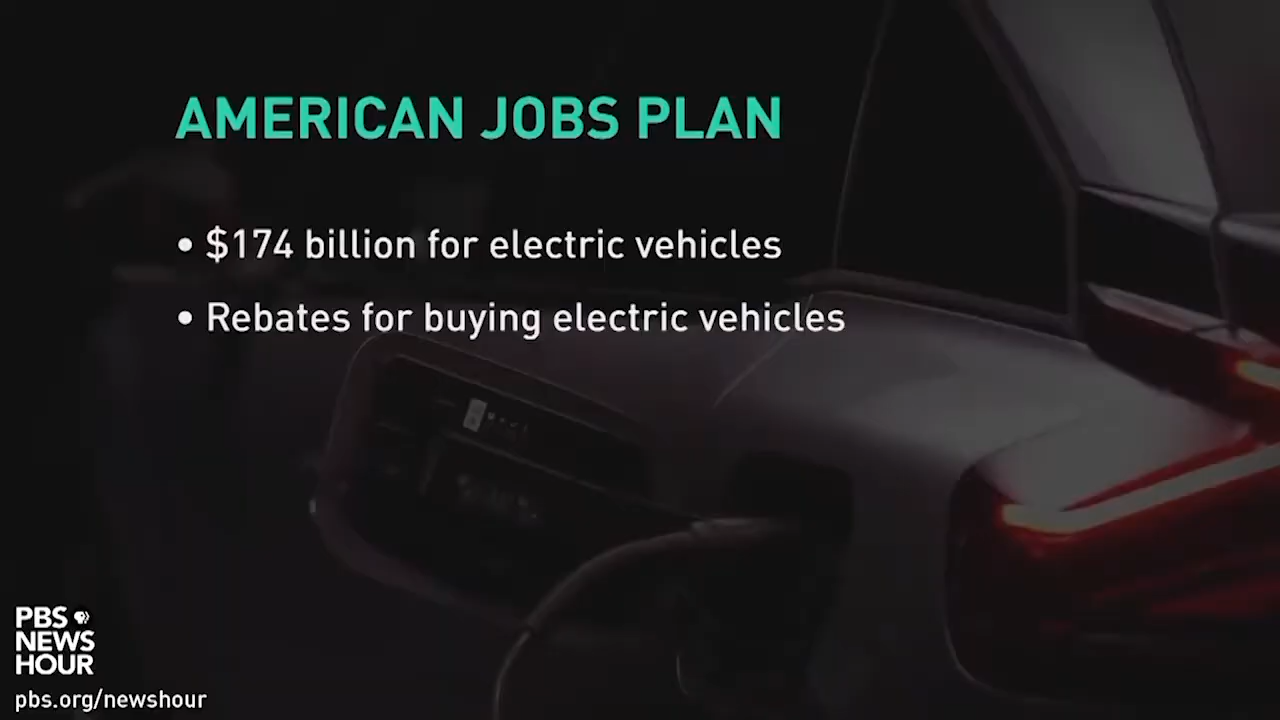 AMERICAN JOBS PLAN
• $174 billion for electric vehicles
• Rebates for buying electric vehicles
PBS
NEWS
HOUR
pbs.org/newshour